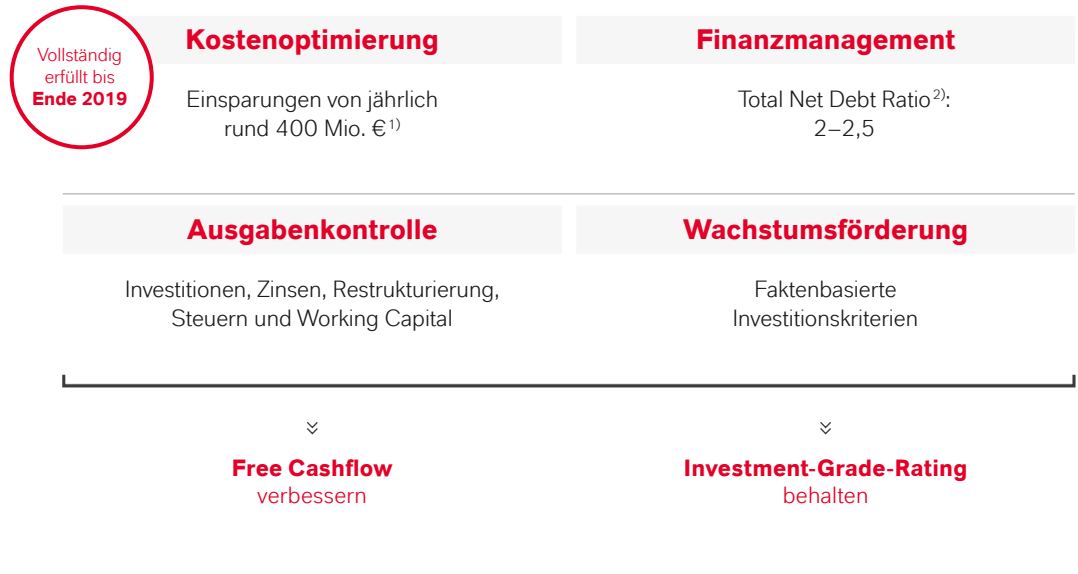 Vollständig
erfüllt bis
Ende 2019
Kostenoptimierung
Einsparungen von jährlich
rund 400 Mio. € 1)
Finanzmanagement
Total Net Debt Ratio 2):
2–2,5
Ausgabenkontrolle
Investitionen, Zinsen, Restrukturierung,
Steuern und Working Capital
Wachstumsförderung
Faktenbasierte
Investitionskriterien
Free Cashflow
verbessern
Investment-Grade-Rating
behalten